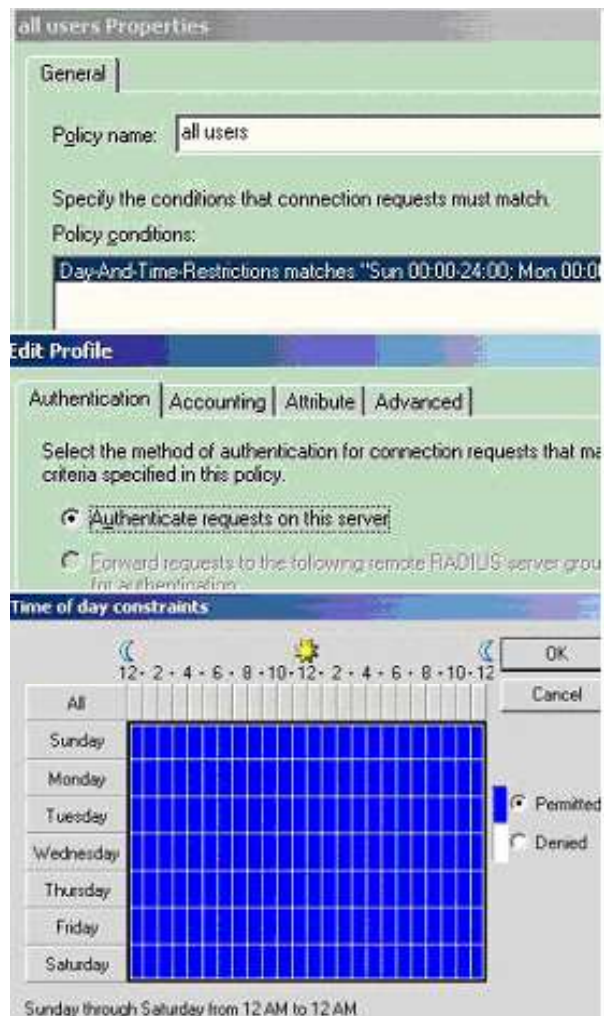 all users Properties
General
Policy name: all users
Specify the conditions that connection requests must match.
Policy conditions:
Day-And-Time-Restrictions matches "Sun 00:00-24:00; Mon 00:0
Edit Profile
Authentication Accounting Attribute Advanced
Select the method of authentication for connection requests that ma
criteria specified in this policy.
Authenticate requests on this server
Forward requests to the following remote RADIUS server grou
for authentication
Time of day constraints
12 · 2 · 4 · 6 · 8 · 10 · 12 · 2 · 4 · 6 · 8 · 10 · 12
OK
Cancel
All
Sunday
Monday
Tuesday
Wednesday
Thursday
Friday
Saturday
Permitted
Denied
Sunday through Saturday from 12 AM to 12 AM